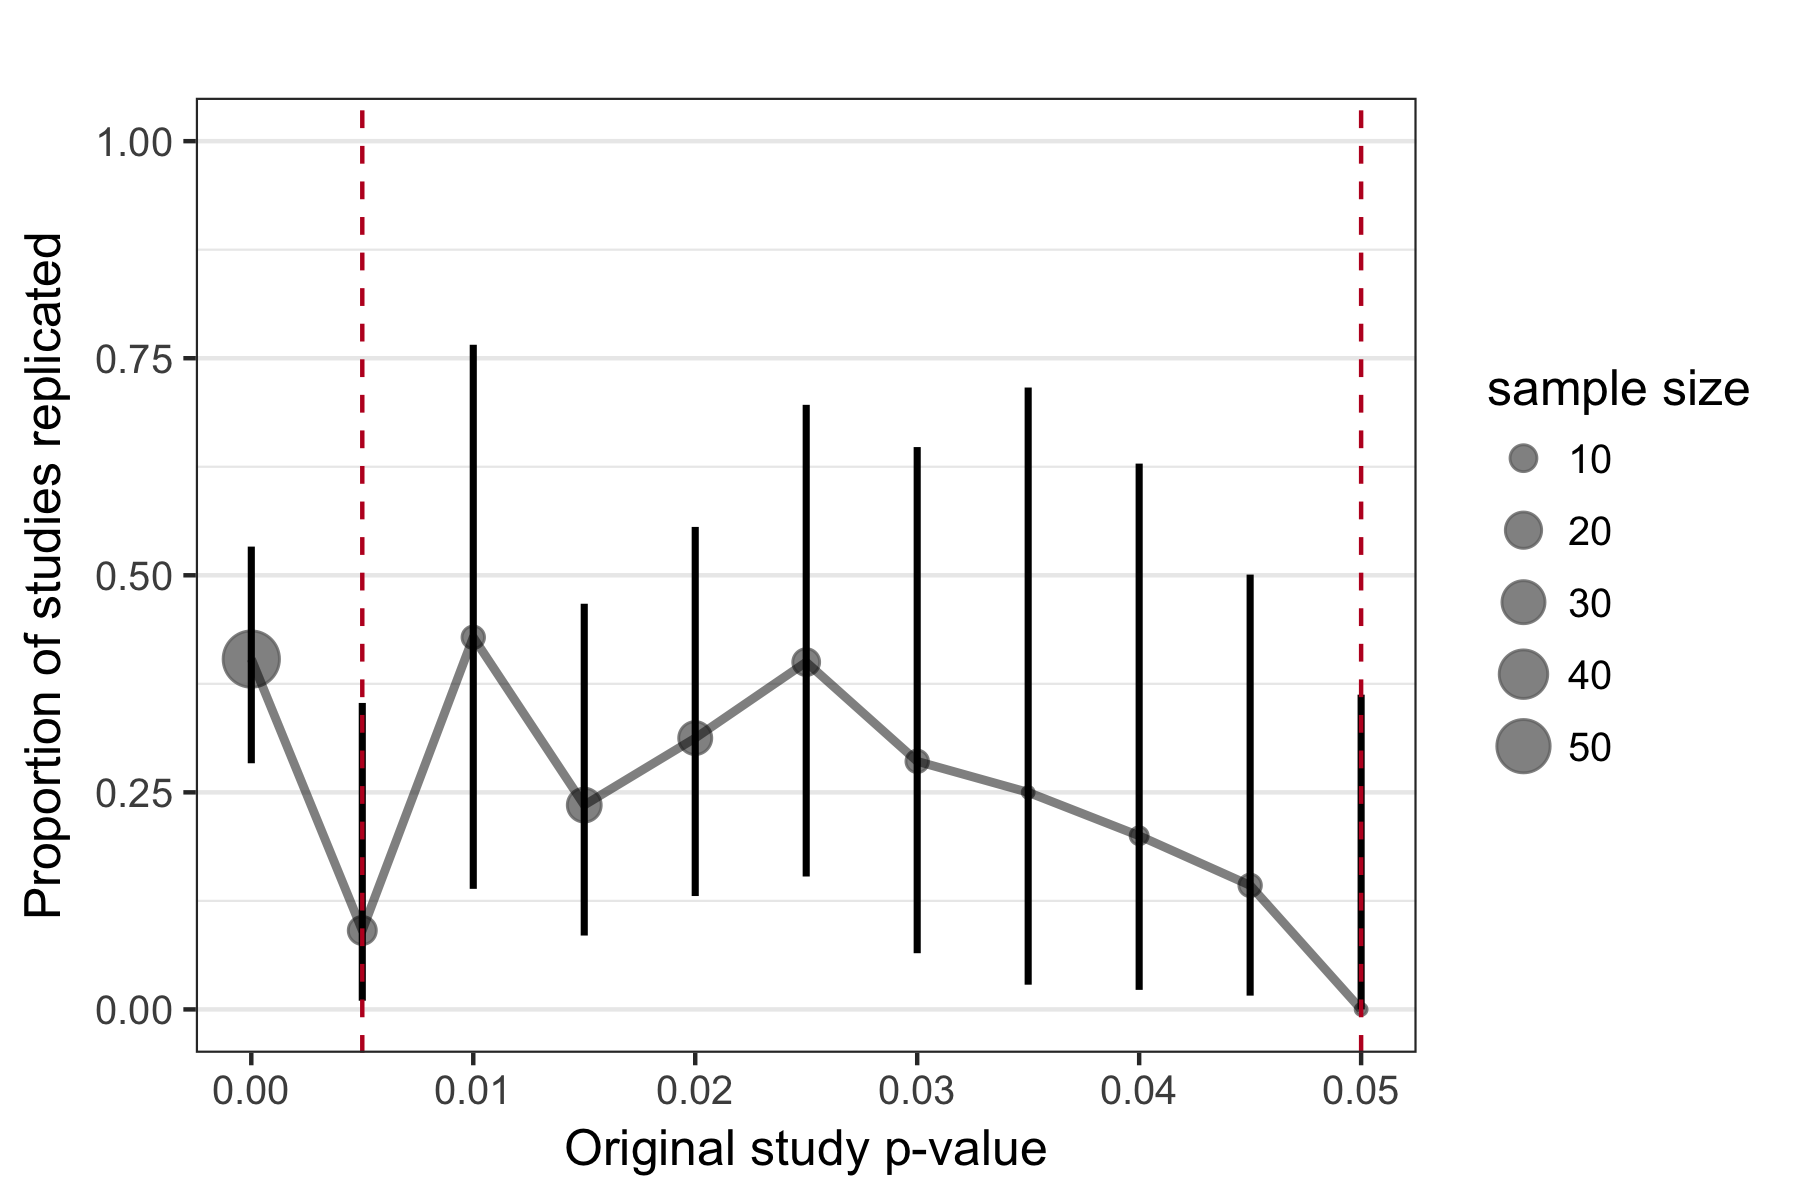 1.00
0.75
0.50
0.25
0.00
Proportion of studies replicated
0.00 0.01 0.02 0.03 0.04 0.05
Original study p-value
sample size
10
20
30
40
50